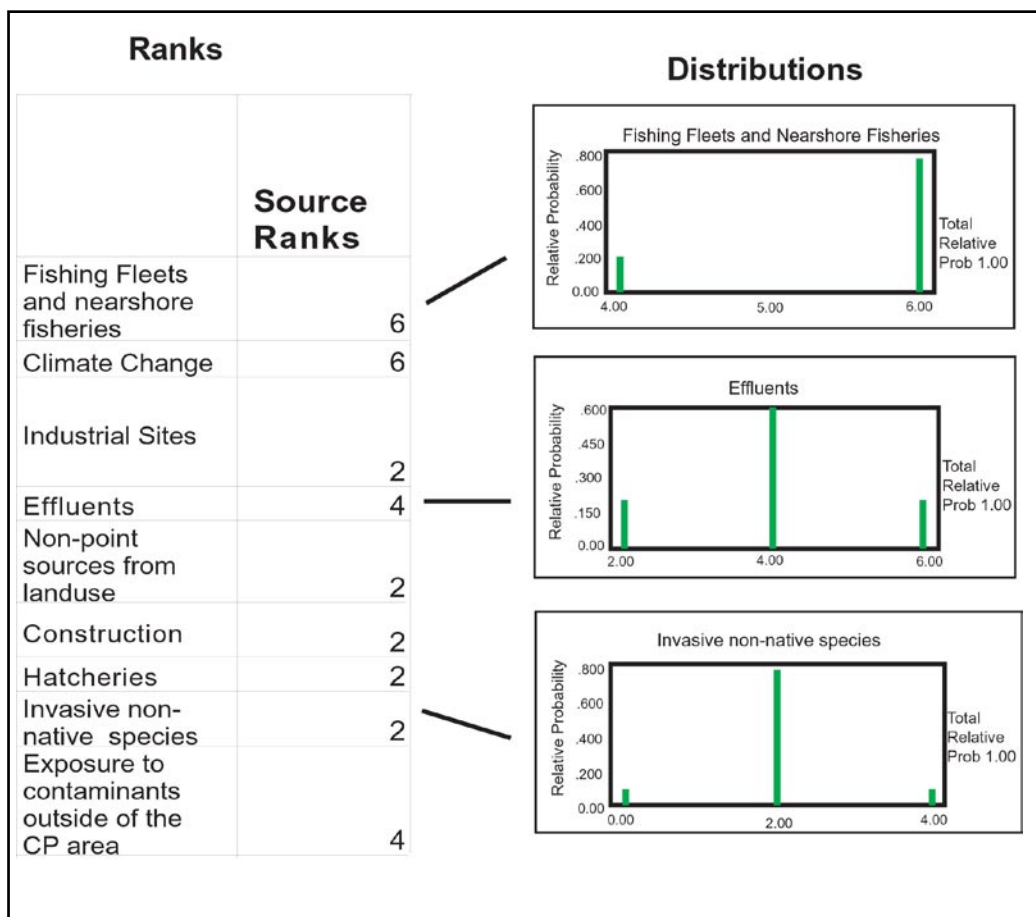 Ranks
Source
Ranks
Fishing Fleets
and nearshore
fisheries
6
Climate Change
6
Industrial Sites
2
Effluents
4
Non-point
sources from
landuse
2
Construction
2
Hatcheries
2
Invasive non-
native species
2
Exposure to
contaminants
outside of the
CP area
4
Distributions
Fishing Fleets and Nearshore Fisheries
Relative Probability
.800
.600
.400
.200
0.00
4.00
5.00
6.00
Total
Relative
Prob 1.00
Effluents
Relative Probability
.600
.450
.300
.150
0.00
2.00
4.00
6.00
Total
Relative
Prob 1.00
Invasive non-native species
Relative Probability
.800
.600
.400
.200
0.00
0.00
2.00
4.00
Total
Relative
Prob 1.00